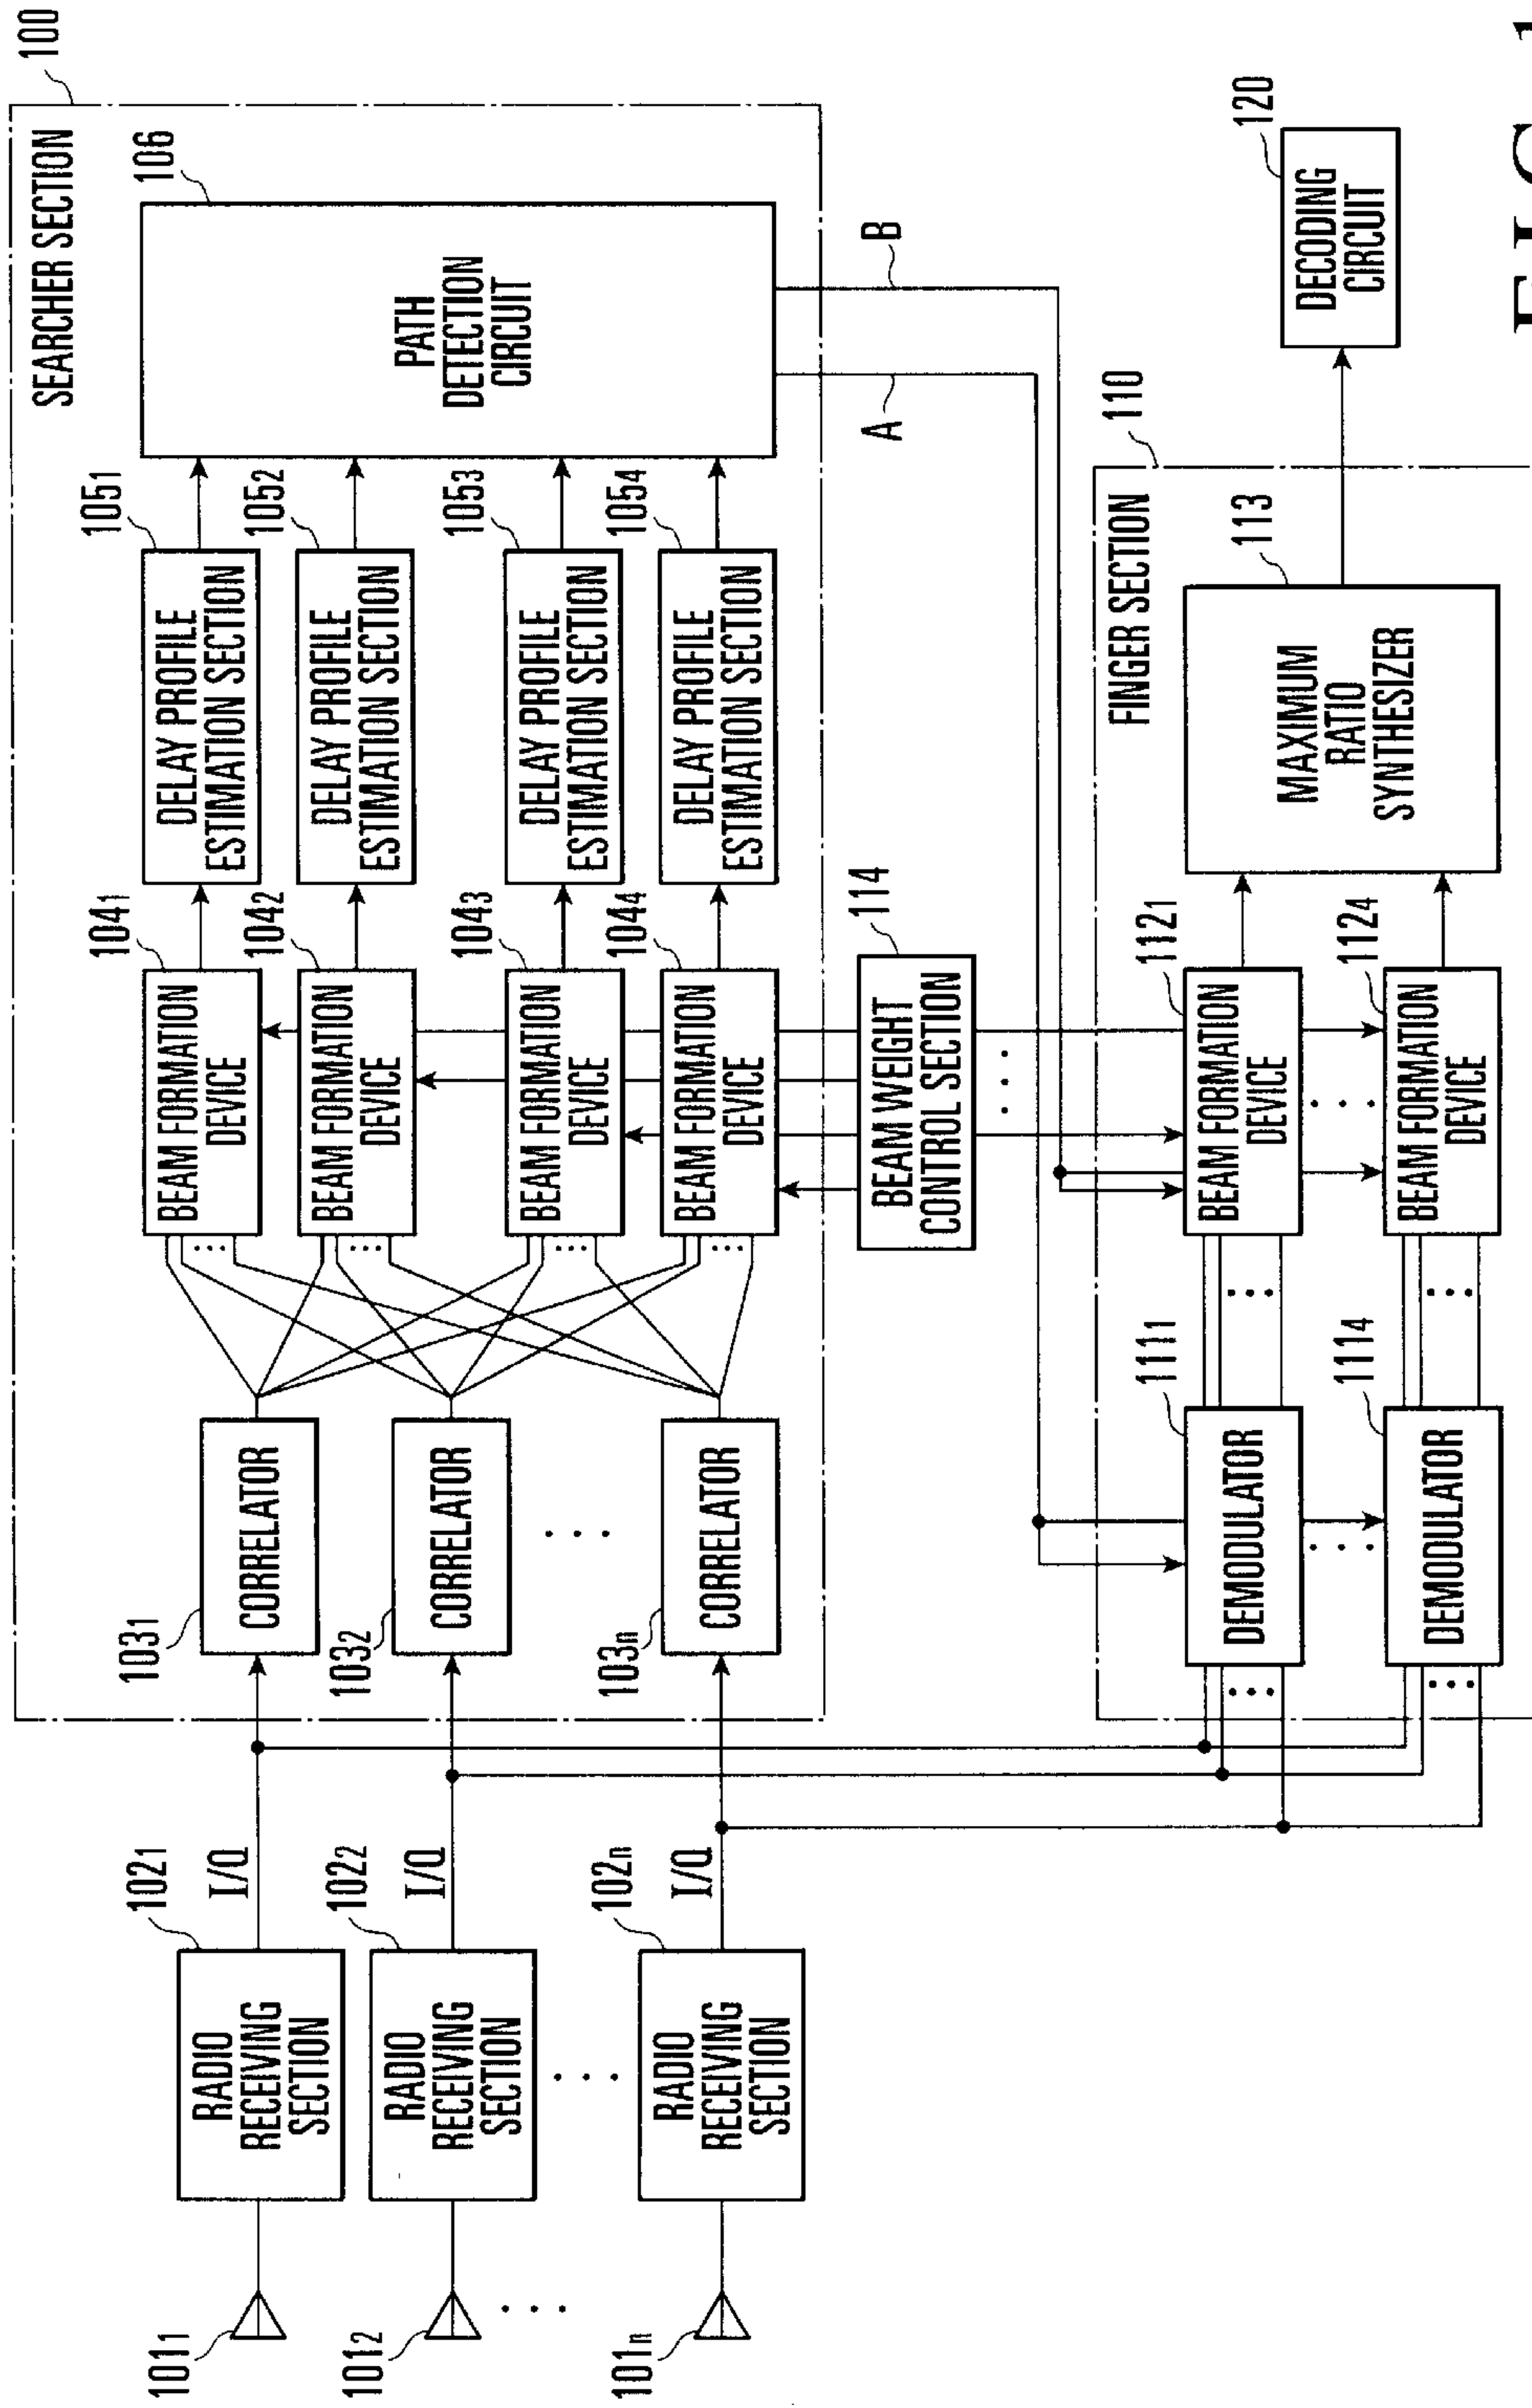 100
SEARCHER SECTION
106
PATH
DETECTION
CIRCUIT
1051
DELAY PROFILE
ESTIMATION SECTION
1052
DELAY PROFILE
ESTIMATION SECTION
1053
DELAY PROFILE
ESTIMATION SECTION
1054
DELAY PROFILE
ESTIMATION SECTION
1041
BEAM FORMATION
DEVICE
1042
BEAM FORMATION
DEVICE
1043
BEAM FORMATION
DEVICE
1044
BEAM FORMATION
DEVICE
1031
CORRELATOR
1032
CORRELATOR
103n
CORRELATOR
I/Q
I/Q
I/Q
1021
RADIO
RECEIVING
SECTION
1022
RADIO
RECEIVING
SECTION
102n
RADIO
RECEIVING
SECTION
1011
1012
101n
114
BEAM WEIGHT
CONTROL SECTION
A
B
110
FINGER SECTION
113
MAXIMUM
RATIO
SYNTHESIZER
1121
BEAM FORMATION
DEVICE
1124
BEAM FORMATION
DEVICE
1111
DEMODULATOR
1114
DEMODULATOR
120
DECODING
CIRCUIT